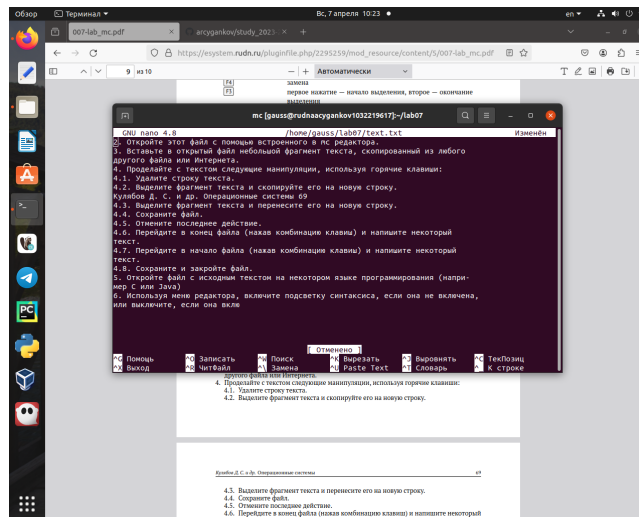 Обзор
Терминал
Вс, 7 апреля 10:23
en
007-lab_mc.pdf
arcygankov/study_2023-
https://esystem.rudn.ru/pluginfile.php/2295259/mod_resource/content/5/007-lab_mc.pdf
9 из 10
Автоматически
F4 замена
F3 первое нажатие — начало выделения, второе — окончание
выделения
mc [gauss@rudnaacygankov1032219617]:~/lab07
GNU nano 4.8 /home/gauss/lab07/text.txt Изменён
2. Откройте этот файл с помощью встроенного в mc редактора.
3. Вставьте в открытый файл небольшой фрагмент текста, скопированный из любого
другого файла или Интернета.
4. Проделайте с текстом следующие манипуляции, используя горячие клавиши:
4.1. Удалите строку текста.
4.2. Выделите фрагмент текста и скопируйте его на новую строку.
Кулябов Д. С. и др. Операционные системы 69
4.3. Выделите фрагмент текста и перенесите его на новую строку.
4.4. Сохраните файл.
4.5. Отмените последнее действие.
4.6. Перейдите в конец файла (нажав комбинацию клавиш) и напишите некоторый
текст.
4.7. Перейдите в начало файла (нажав комбинацию клавиш) и напишите некоторый
текст.
4.8. Сохраните и закройте файл.
5. Откройте файл с исходным текстом на некотором языке программирования (напри-
мер C или Java)
6. Используя меню редактора, включите подсветку синтаксиса, если она не включена,
или выключите, если она вклю
[ Отменено ]
^G Помощь ^O Записать ^W Поиск ^K Вырезать ^J Выровнять ^C ТекПозиц
^X Выход ^R ЧитФайл ^\ Замена ^U Paste Text ^T Словарь ^_ К строке
другого файла или Интернета.
4. Проделайте с текстом следующие манипуляции, используя горячие клавиши:
4.1. Удалите строку текста.
4.2. Выделите фрагмент текста и скопируйте его на новую строку.
Кулябов Д. С. и др. Операционные системы 69
4.3. Выделите фрагмент текста и перенесите его на новую строку.
4.4. Сохраните файл.
4.5. Отмените последнее действие.
4.6. Перейдите в конец файла (нажав комбинацию клавиш) и напишите некоторый